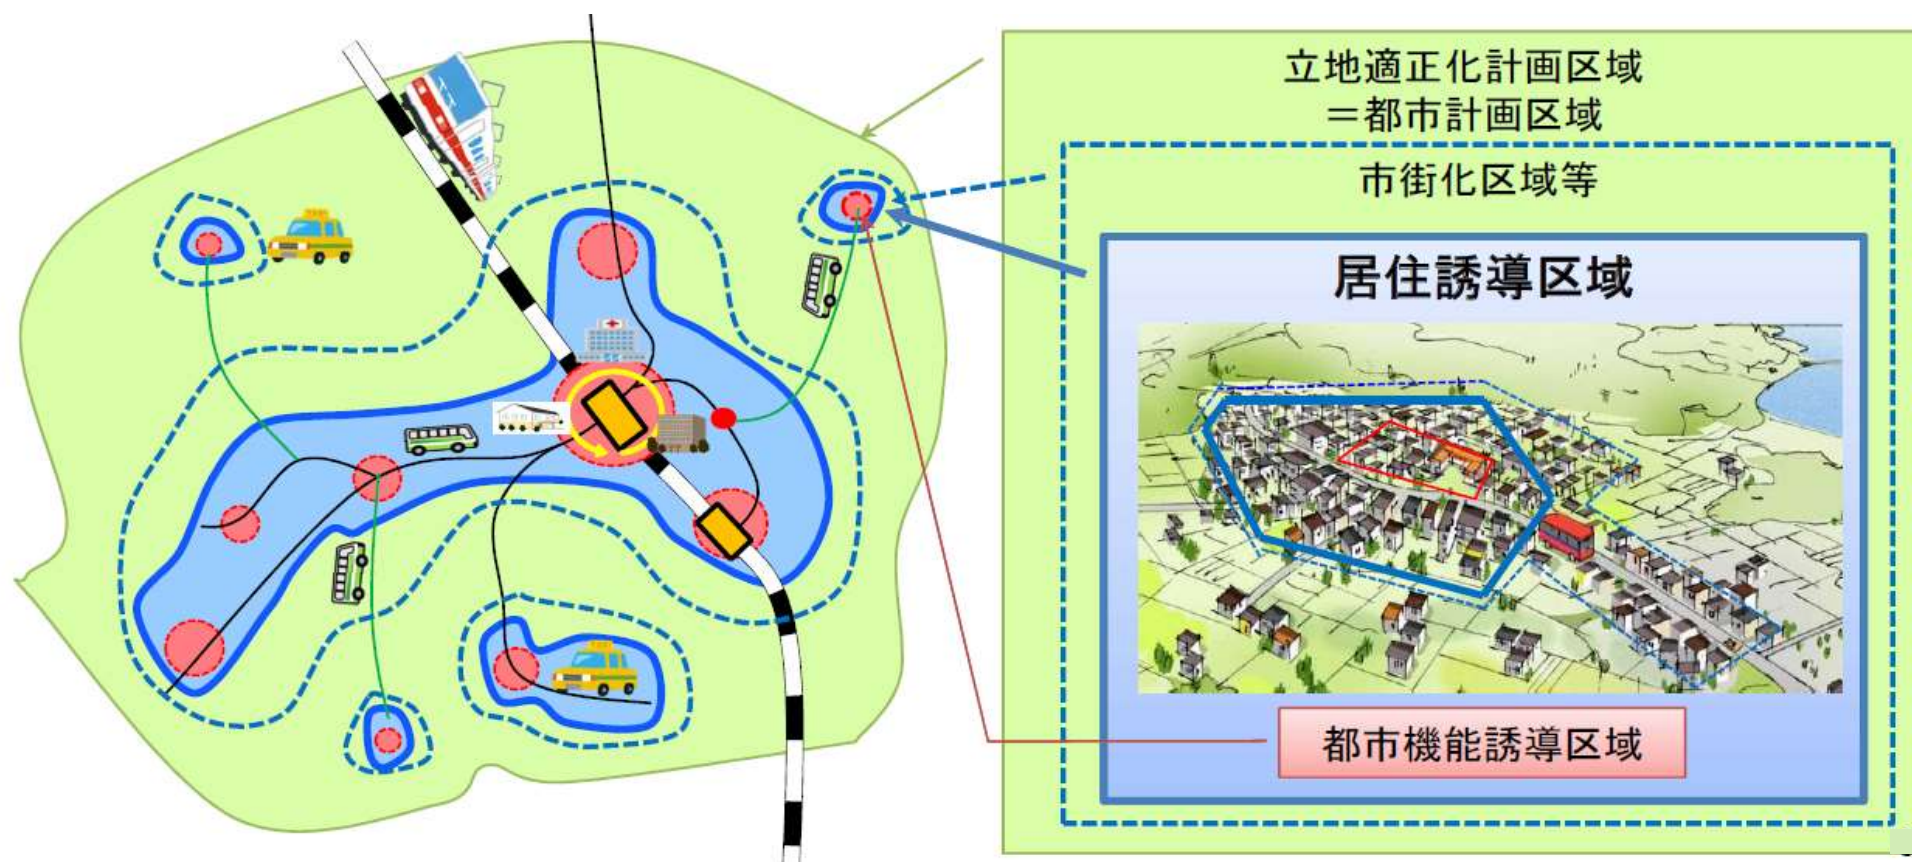 立地適正化計画区域
＝都市計画区域
市街化区域等
居住誘導区域
都市機能誘導区域